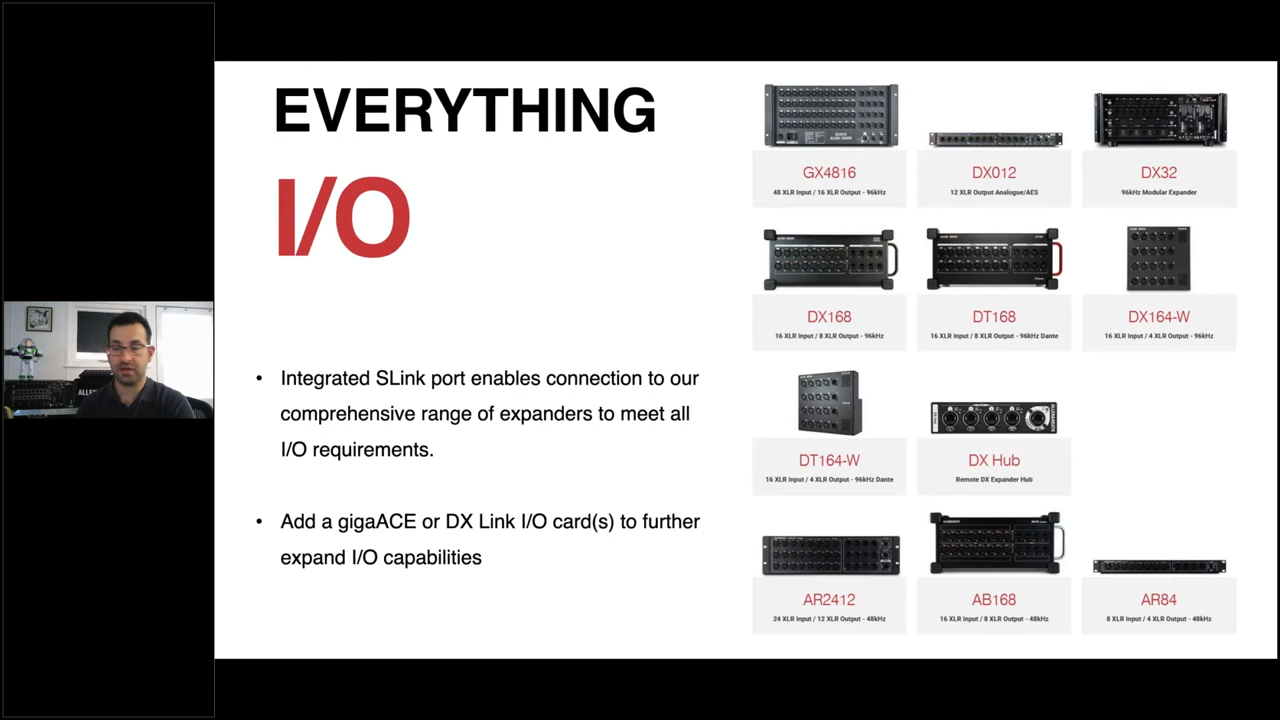 EVERYTHING
I/O
• Integrated SLink port enables connection to our
comprehensive range of expanders to meet all
I/O requirements.
• Add a gigaACE or DX Link I/O card(s) to further
expand I/O capabilities
GX4816
48 XLR Input / 16 XLR Output - 96kHz
DX012
12 XLR Output Analogue/AES
DX32
96kHz Modular Expander
DX168
16 XLR Input / 8 XLR Output - 96kHz
DT168
16 XLR Input / 8 XLR Output - 96kHz Dante
DX164-W
16 XLR Input / 4 XLR Output - 96kHz
DT164-W
16 XLR Input / 4 XLR Output - 96kHz Dante
DX Hub
Remote DX Expander Hub
AR2412
24 XLR Input / 12 XLR Output - 48kHz
AB168
16 XLR Input / 8 XLR Output - 48kHz
AR84
8 XLR Input / 4 XLR Output - 48kHz